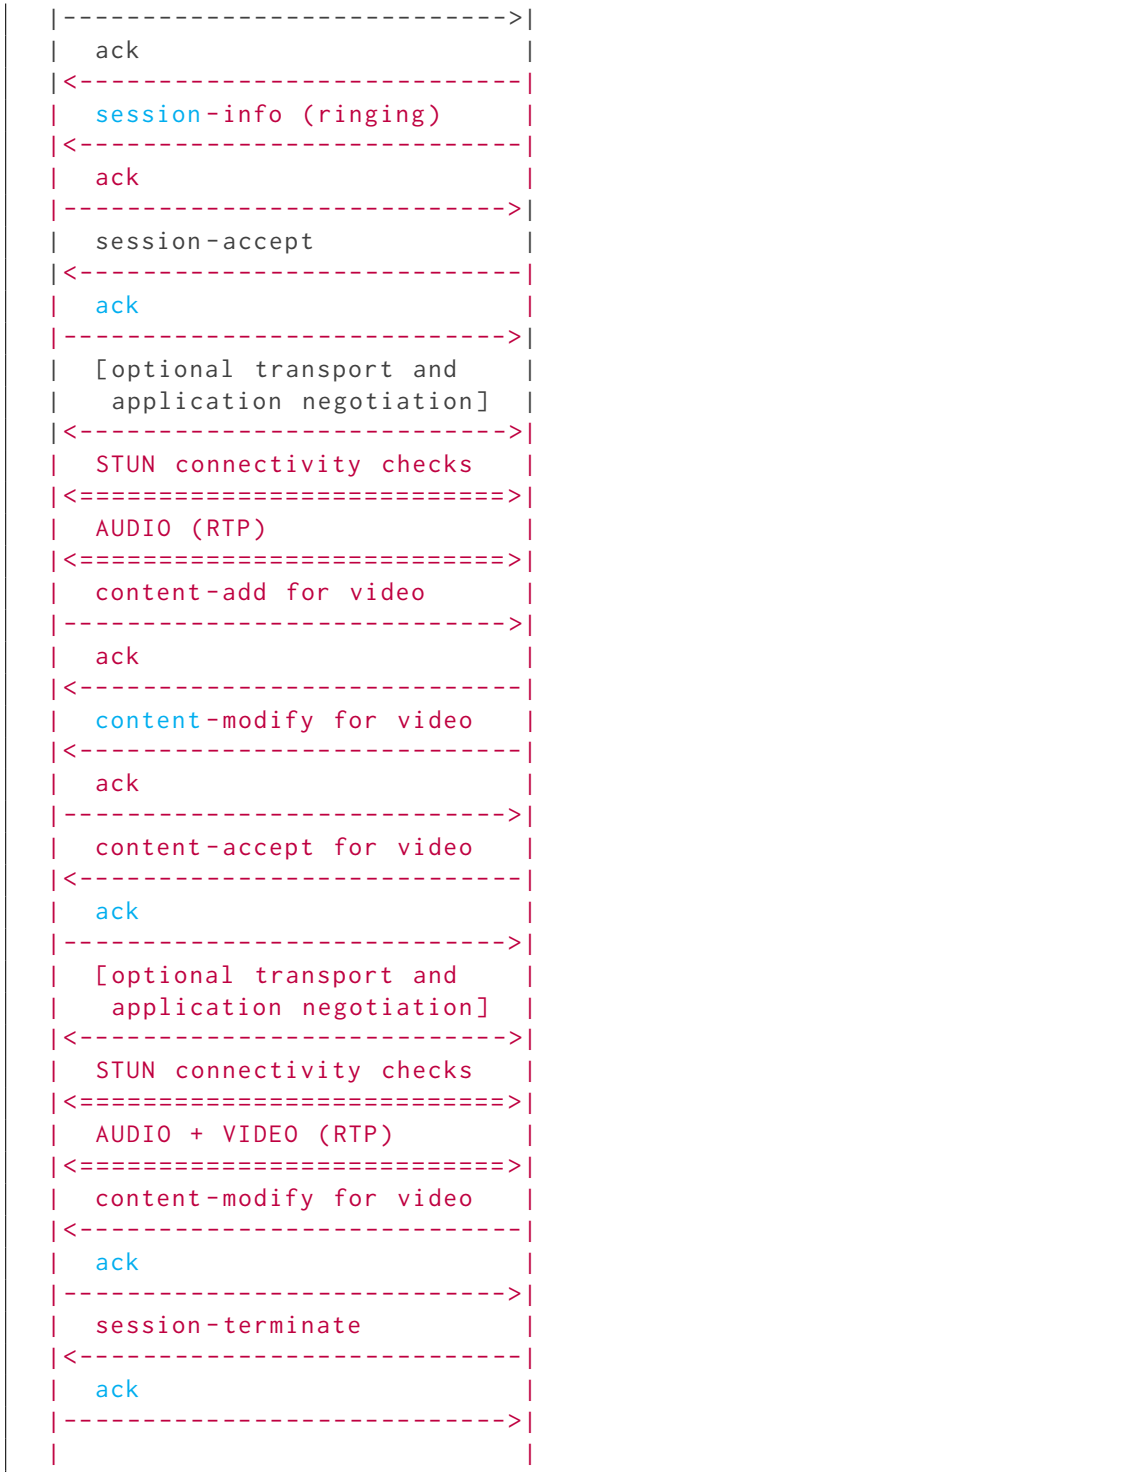 |---------------------------->|
|  ack                        |
|<----------------------------|
|  session-info (ringing)     |
|<----------------------------|
|  ack                        |
|---------------------------->|
|  session-accept             |
|<----------------------------|
|  ack                        |
|---------------------------->|
|  [optional transport and    |
|   application negotiation]  |
|<--------------------------->|
|  STUN connectivity checks   |
|<===========================>|
|  AUDIO (RTP)                |
|<===========================>|
|  content-add for video      |
|---------------------------->|
|  ack                        |
|<----------------------------|
|  content-modify for video   |
|<----------------------------|
|  ack                        |
|---------------------------->|
|  content-accept for video   |
|<----------------------------|
|  ack                        |
|---------------------------->|
|  [optional transport and    |
|   application negotiation]  |
|<--------------------------->|
|  STUN connectivity checks   |
|<===========================>|
|  AUDIO + VIDEO (RTP)        |
|<===========================>|
|  content-modify for video   |
|<----------------------------|
|  ack                        |
|---------------------------->|
|  session-terminate          |
|<----------------------------|
|  ack                        |
|---------------------------->|
|                             |